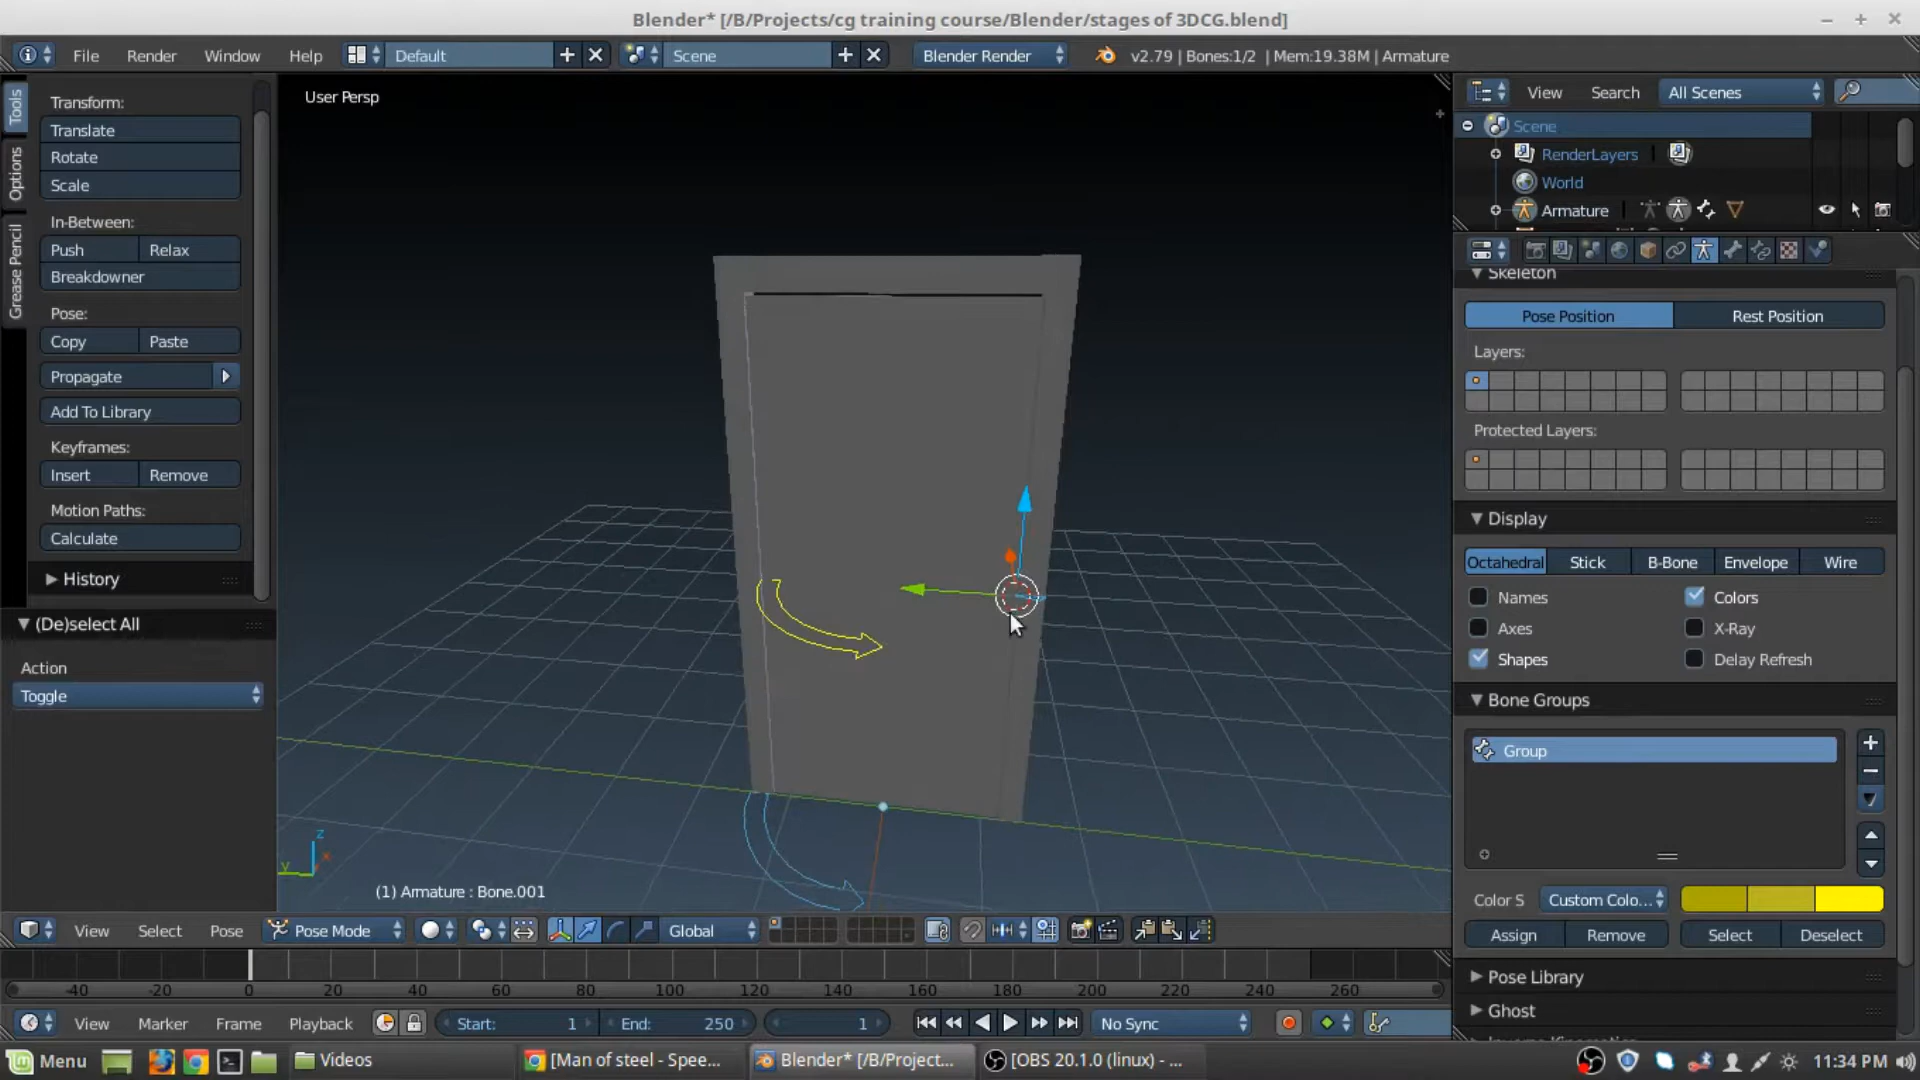 Blender* [/B/Projects/cg training course/Blender/stages of 3DCG.blend]
File Render Window Help Default Scene Blender Render v2.79 | Bones:1/2 | Mem:19.38M | Armature
Tools
Options
Grease Pencil
Transform:
Translate
Rotate
Scale
In-Between:
Push Relax
Breakdowner
Pose:
Copy Paste
Propagate
Add To Library
Keyframes:
Insert Remove
Motion Paths:
Calculate
History
(De)select All
Action
Toggle
User Persp
z
y x
(1) Armature : Bone.001
View Search All Scenes
Scene
RenderLayers
World
Armature
Skeleton
Pose Position Rest Position
Layers:
Protected Layers:
Display
Octahedral Stick B-Bone Envelope Wire
Names Colors
Axes X-Ray
Shapes Delay Refresh
Bone Groups
Group
Color S Custom Colo...
Assign Remove Select Deselect
Pose Library
Ghost
View Select Pose Pose Mode Global
-40 -20 0 20 40 60 80 100 120 140 160 180 200 220 240 260
View Marker Frame Playback Start: 1 End: 250 1 No Sync
Menu Videos [Man of steel - Spee... Blender* [/B/Project... [OBS 20.1.0 (linux) - ... 11:34 PM